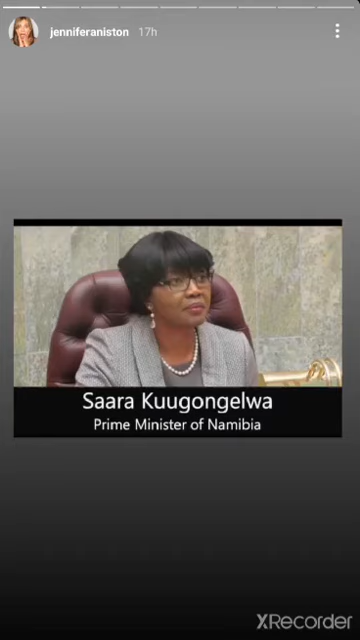 jenniferaniston 17h
Saara Kuugongelwa
Prime Minister of Namibia
XRecorder